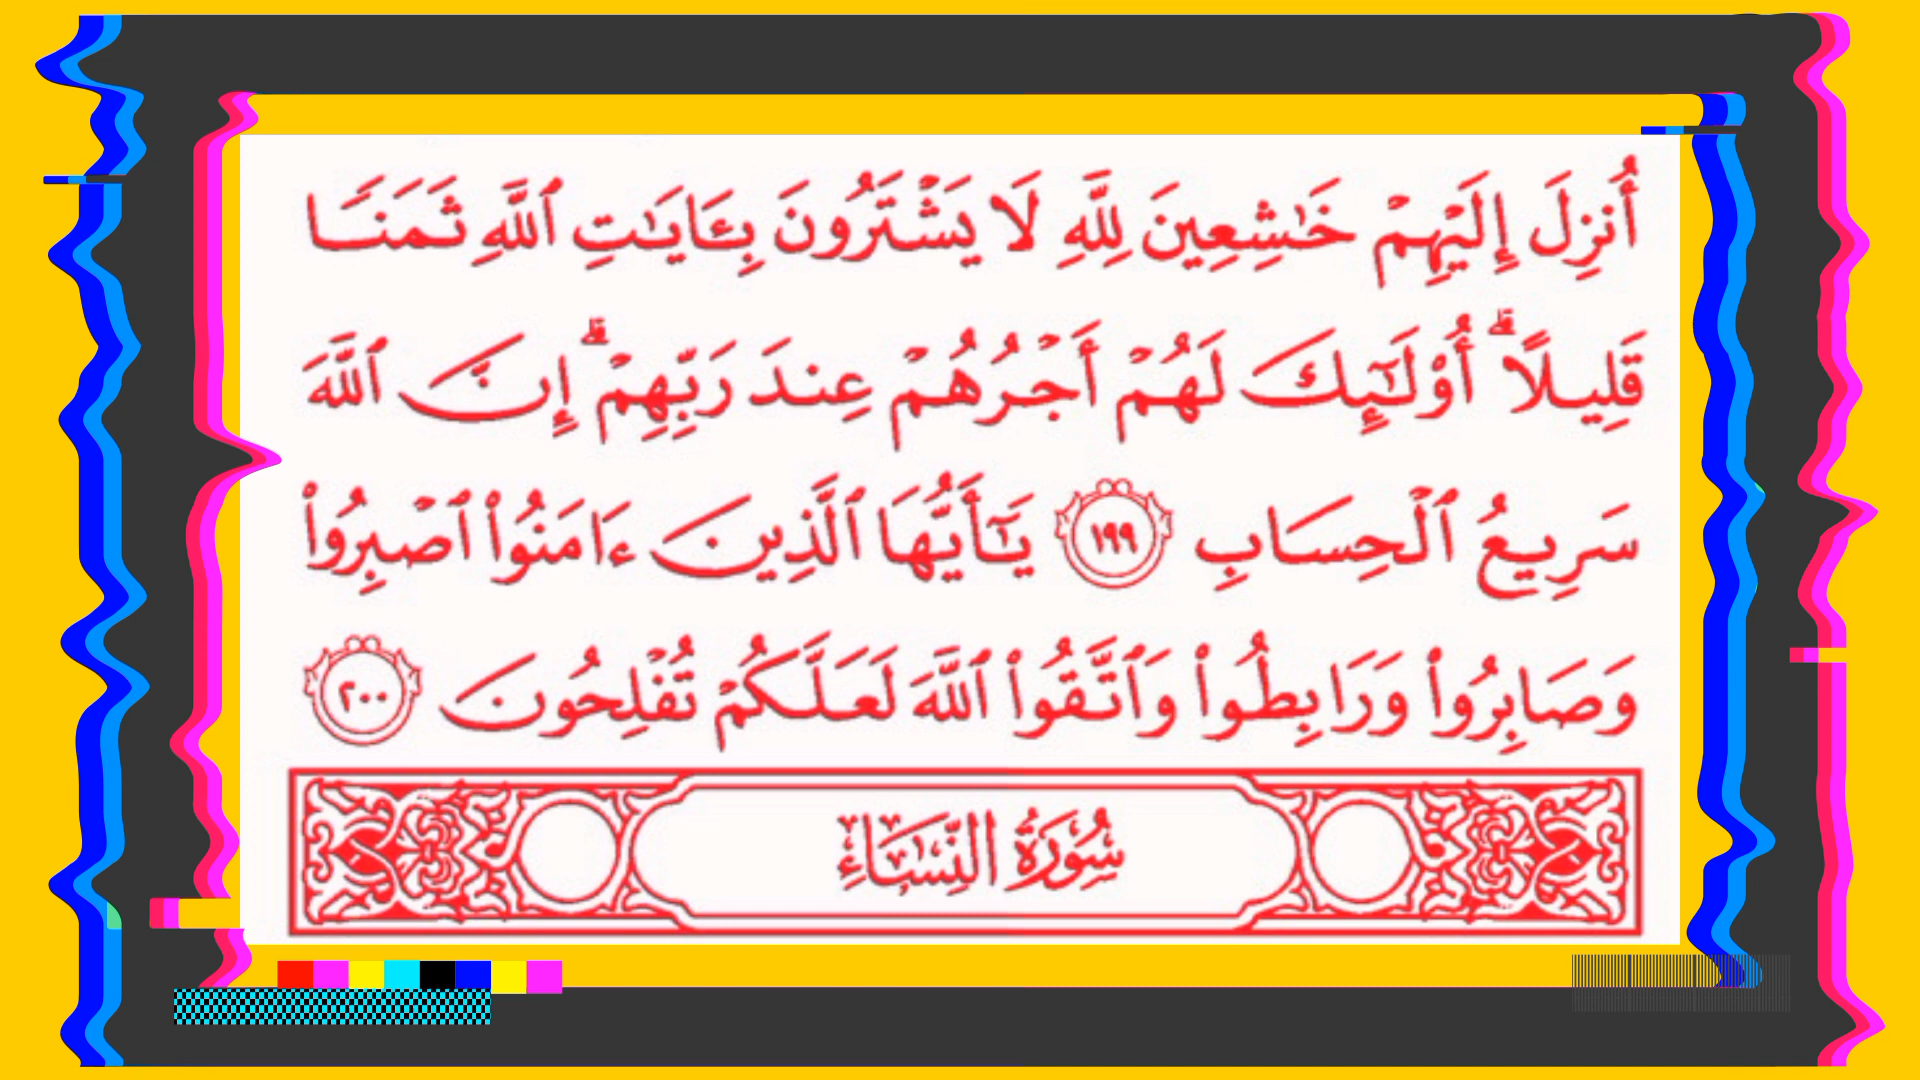 أُنزِلَ إِلَيْهِمْ خَٰشِعِينَ لِلَّهِ لَا يَشْتَرُونَ بِـَٔايَٰتِ ٱللَّهِ ثَمَنًا
قَلِيلًاۗ أُو۟لَٰٓئِكَ لَهُمْ أَجْرُهُمْ عِندَ رَبِّهِمْۗ إِنَّ ٱللَّهَ
سَرِيعُ ٱلْحِسَابِ ١٩٩ يَٰٓأَيُّهَا ٱلَّذِينَ ءَامَنُوا۟ ٱصْبِرُوا۟
وَصَابِرُوا۟ وَرَابِطُوا۟ وَٱتَّقُوا۟ ٱللَّهَ لَعَلَّكُمْ تُفْلِحُونَ ٢٠٠
سُورَةُ النِّسَاءِ